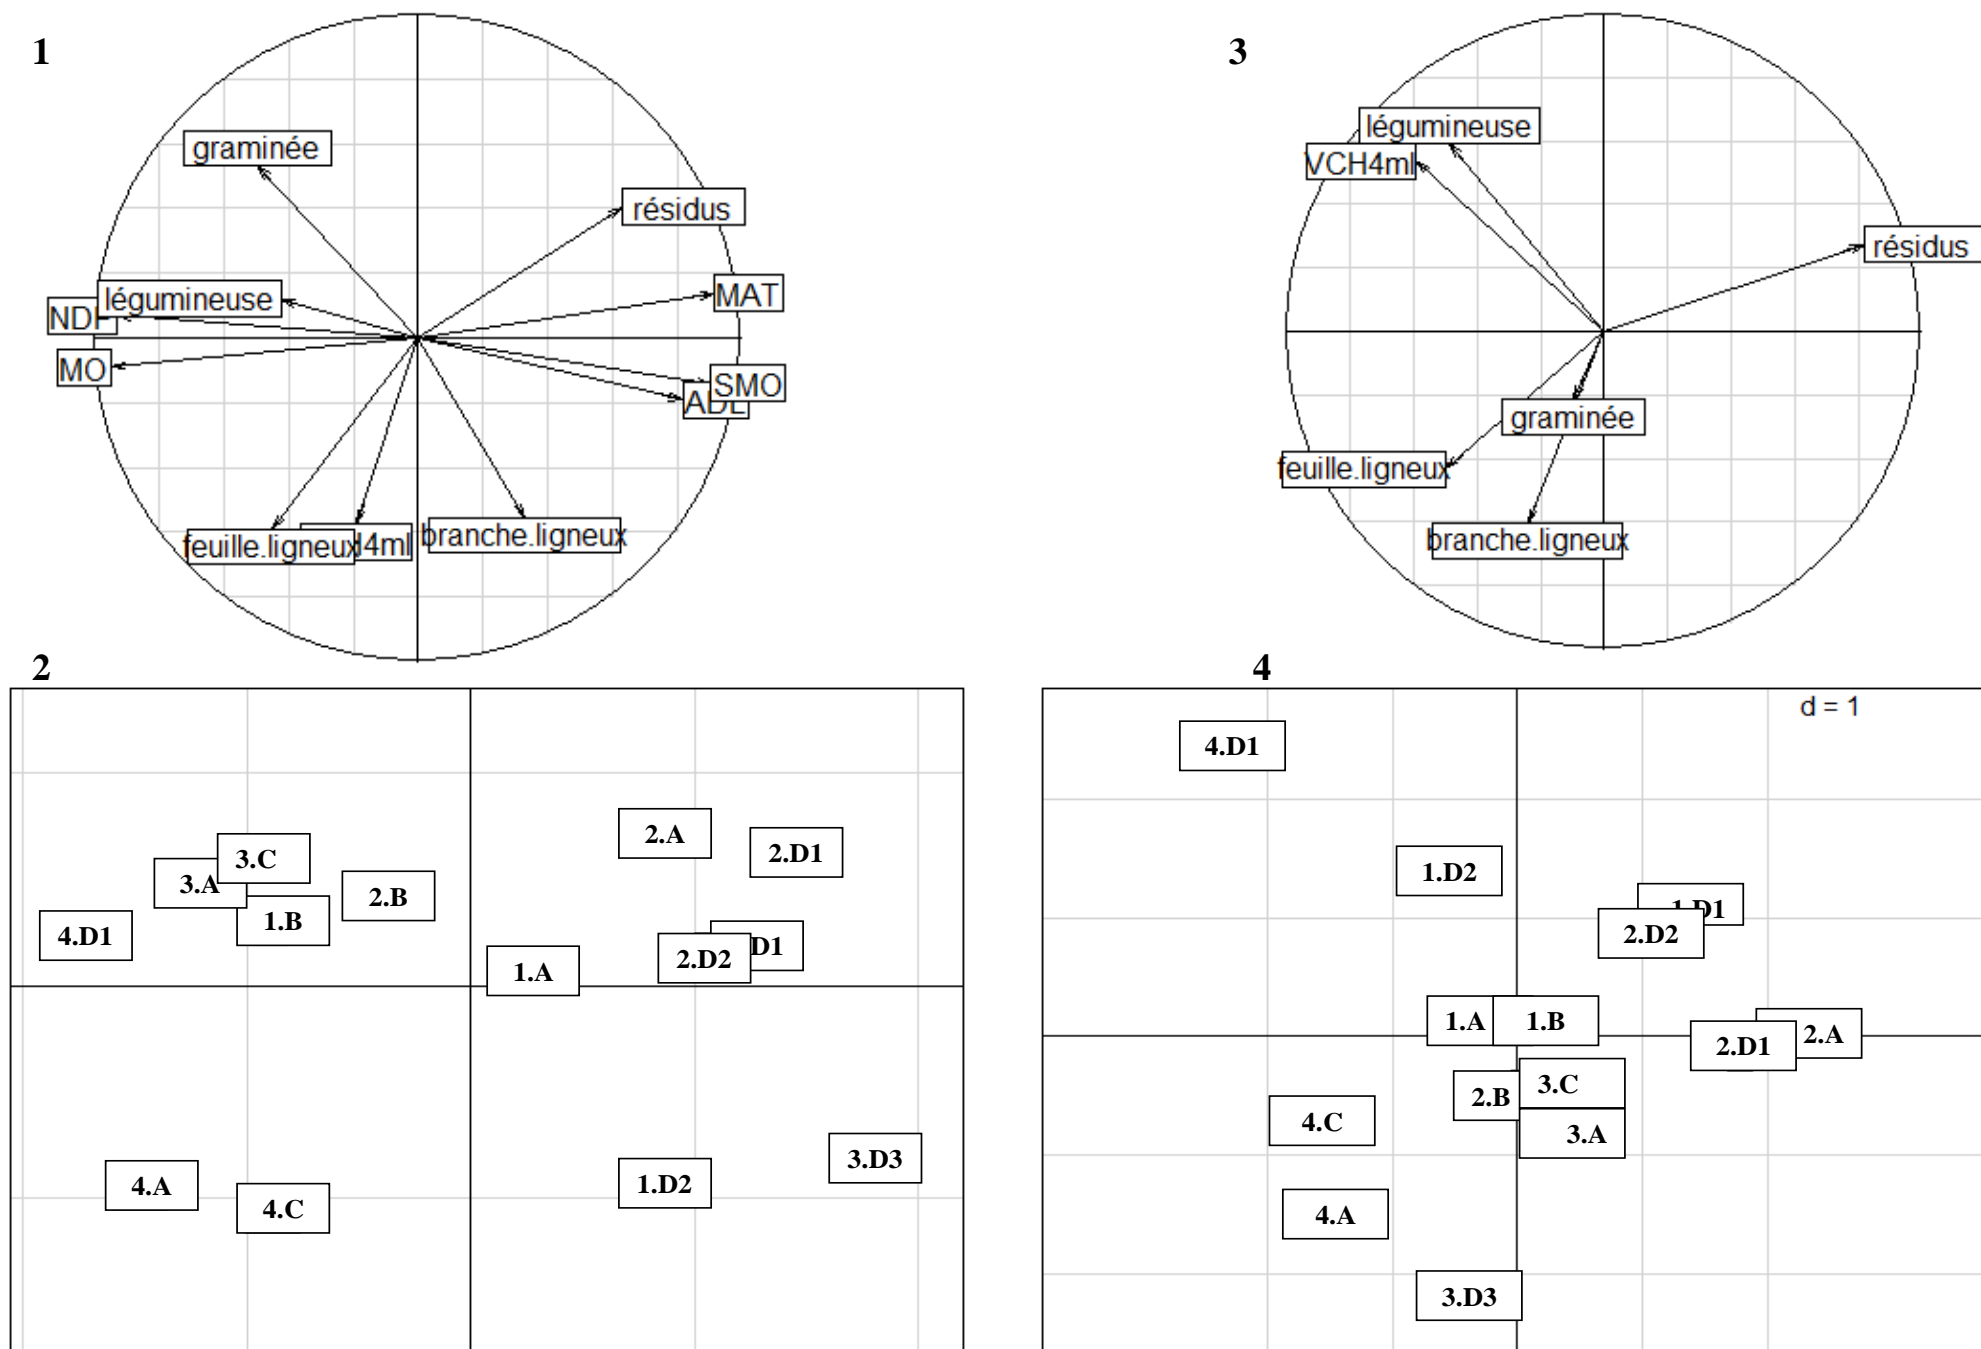 1
graminée
résidus
légumineuse
MAT
MO
SMO
feuille.ligneux
branche.ligneux
3
légumineuse
VCH4ml
résidus
graminée
feuille.ligneux
branche.ligneux
2
2.A
2.D1
3.C
3.A
2.B
1.B
4.D1
D1
2.D2
1.A
3.D3
4.A
1.D2
4.C
4
d = 1
4.D1
1.D2
1.D1
2.D2
1.A
1.B
2.A
2.D1
3.C
2.B
4.C
3.A
4.A
3.D3